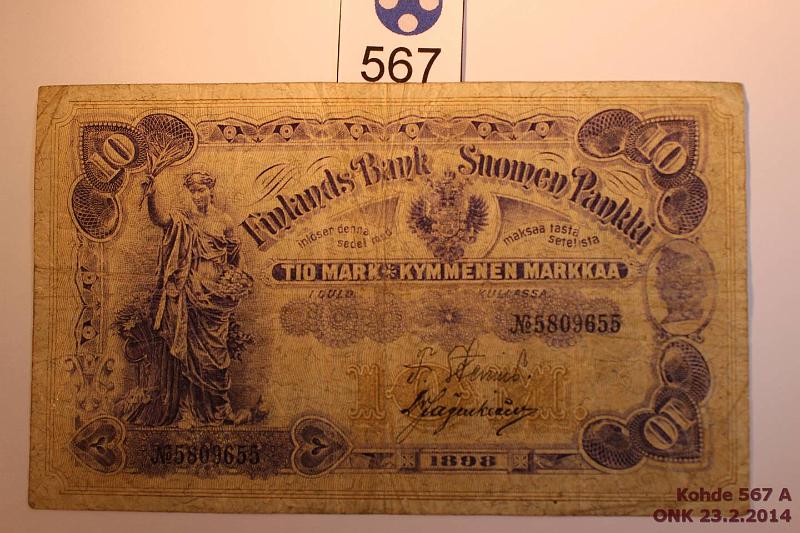 567
10
10
Finlands Bank Suomen Pankki
inlöser denna maksaa tästä
sedel med setelistä
TIO MARK * KYMMENEN MARKKAA
I GULD. KULLASSA.
№5809655
10 M.
№5809655
1898
10
Kohde 567 A
ONK 23.2.2014